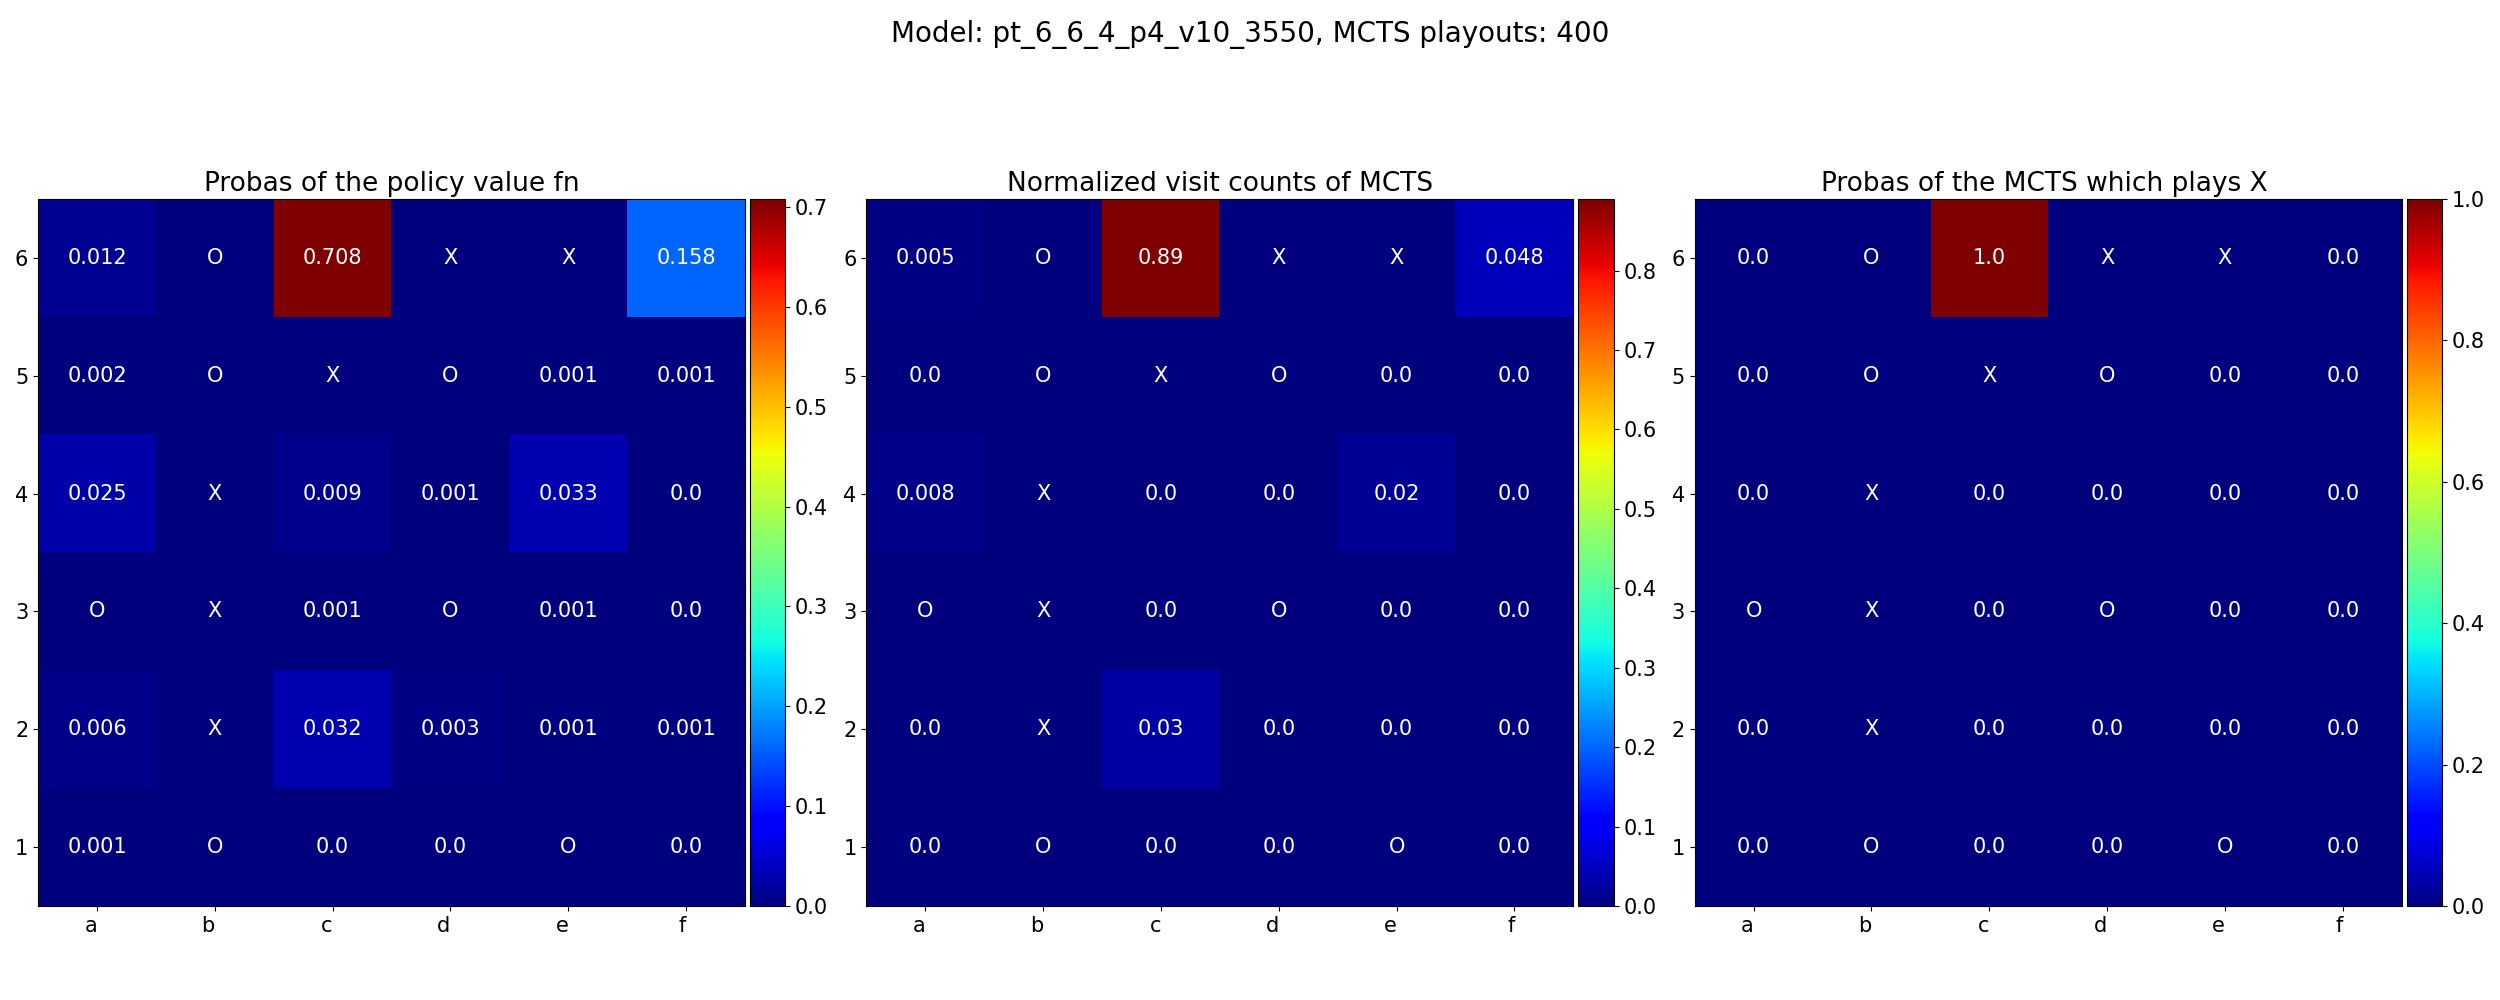 Model: pt_6_6_4_p4_v10_3550, MCTS playouts: 400
Probas of the policy value fn
6 0.012 O 0.708 X X 0.158
5 0.002 O X O 0.001 0.001
4 0.025 X 0.009 0.001 0.033 0.0
3 O X 0.001 O 0.001 0.0
2 0.006 X 0.032 0.003 0.001 0.001
1 0.001 O 0.0 0.0 O 0.0
a b c d e f
0.7
0.6
0.5
0.4
0.3
0.2
0.1
0.0
Normalized visit counts of MCTS
6 0.005 O 0.89 X X 0.048
5 0.0 O X O 0.0 0.0
4 0.008 X 0.0 0.0 0.02 0.0
3 O X 0.0 O 0.0 0.0
2 0.0 X 0.03 0.0 0.0 0.0
1 0.0 O 0.0 0.0 O 0.0
a b c d e f
0.8
0.7
0.6
0.5
0.4
0.3
0.2
0.1
0.0
Probas of the MCTS which plays X
6 0.0 O 1.0 X X 0.0
5 0.0 O X O 0.0 0.0
4 0.0 X 0.0 0.0 0.0 0.0
3 O X 0.0 O 0.0 0.0
2 0.0 X 0.0 0.0 0.0 0.0
1 0.0 O 0.0 0.0 O 0.0
a b c d e f
1.0
0.8
0.6
0.4
0.2
0.0